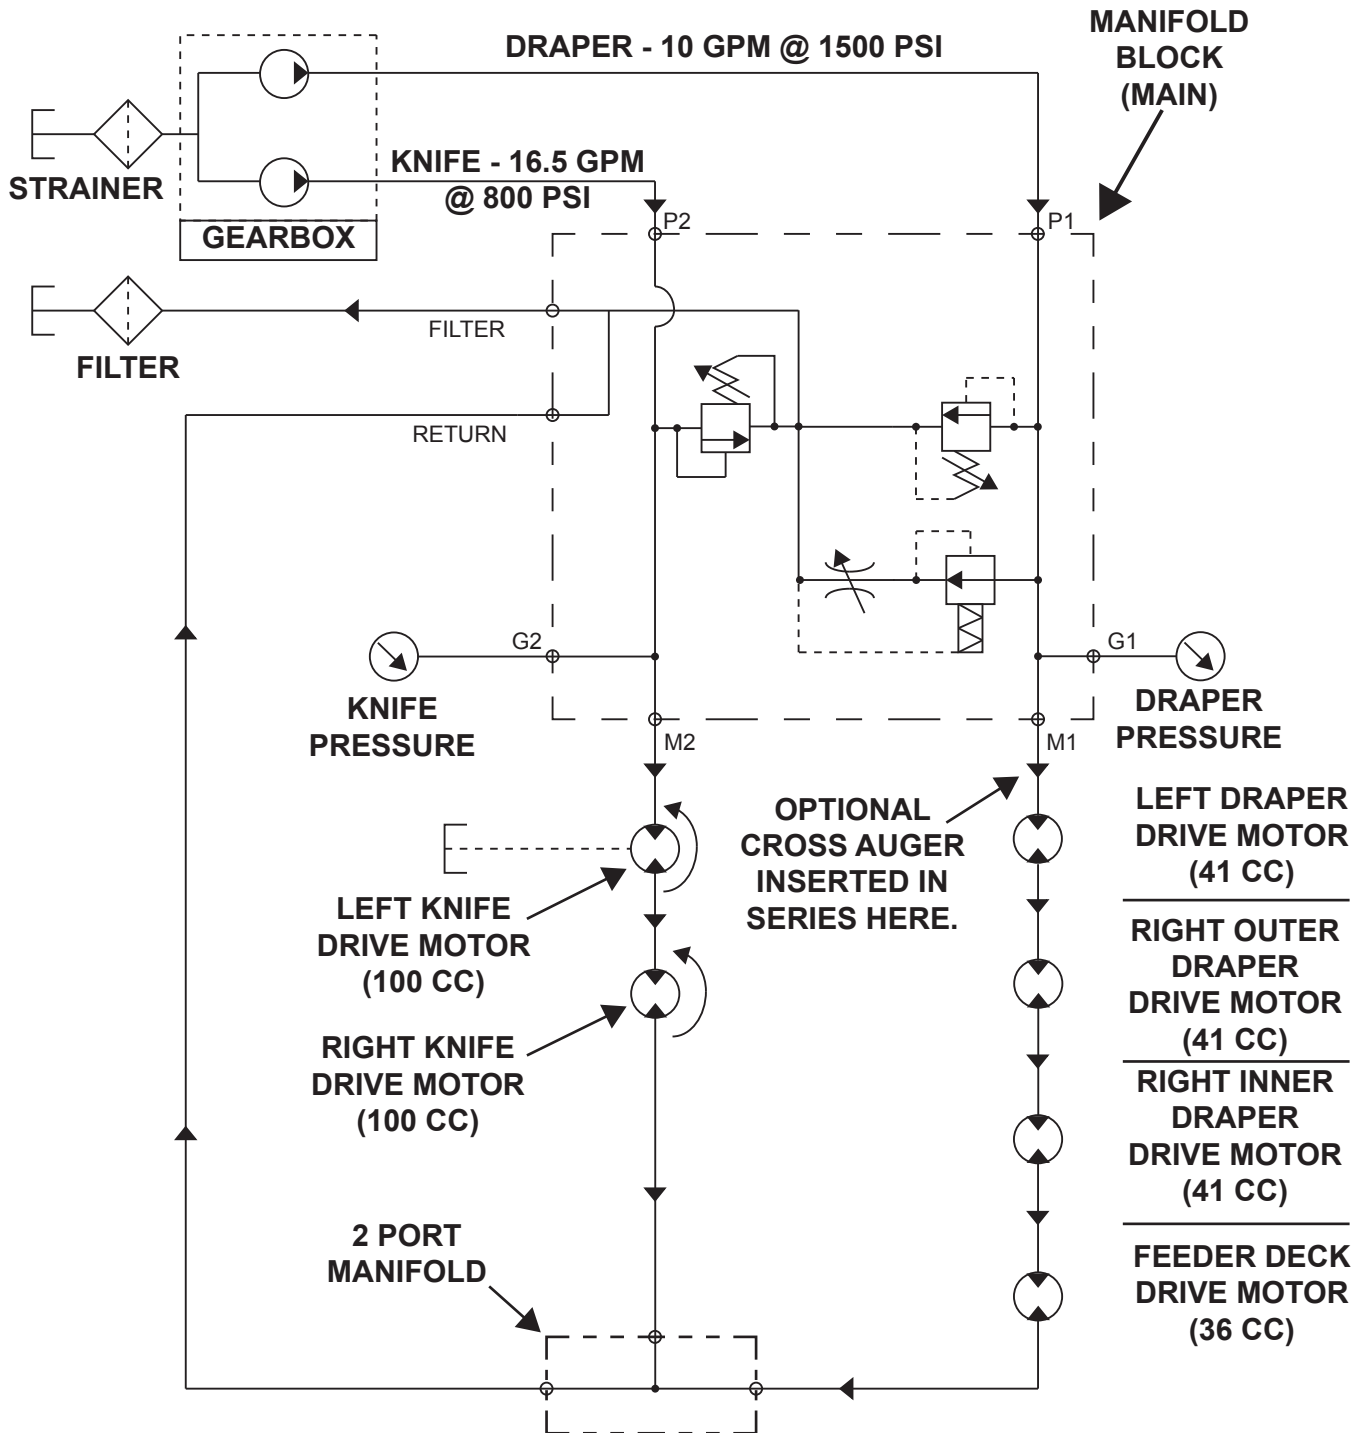 MANIFOLD
BLOCK
(MAIN)
DRAPER - 10 GPM @ 1500 PSI
KNIFE - 16.5 GPM
@ 800 PSI
STRAINER
GEARBOX
P2
P1
FILTER
FILTER
RETURN
G2
G1
KNIFE
PRESSURE
DRAPER
PRESSURE
M2
M1
OPTIONAL
CROSS AUGER
INSERTED IN
SERIES HERE.
LEFT DRAPER
DRIVE MOTOR
(41 CC)
LEFT KNIFE
DRIVE MOTOR
(100 CC)
RIGHT OUTER
DRAPER
DRIVE MOTOR
(41 CC)
RIGHT KNIFE
DRIVE MOTOR
(100 CC)
RIGHT INNER
DRAPER
DRIVE MOTOR
(41 CC)
2 PORT
MANIFOLD
FEEDER DECK
DRIVE MOTOR
(36 CC)